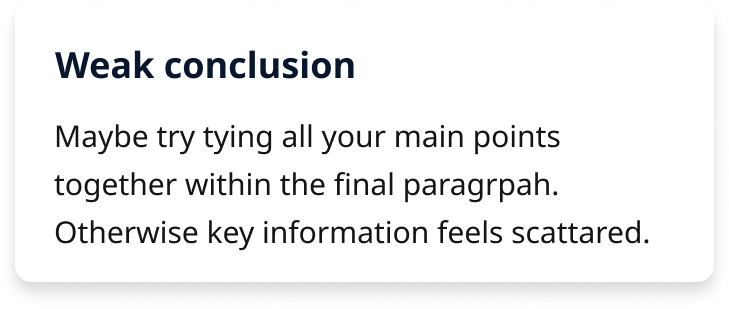 Weak conclusion
Maybe try tying all your main points
together within the final paragrpah.
Otherwise key information feels scattared.